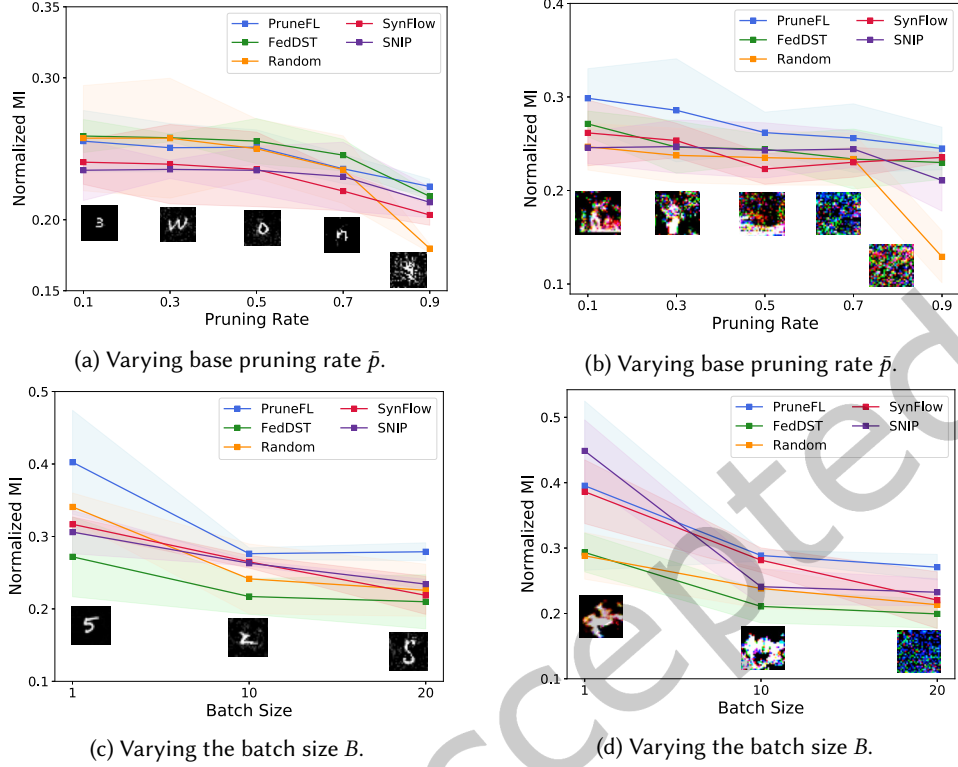 PruneFL
FedDST
Random
SynFlow
SNIP
Normalized MI
0.30
0.25
0.20
0.15
3
W
0
n
0.1 0.3 0.5 0.7 0.9
Pruning Rate
(a) Varying base pruning rate p̄.
PruneFL
FedDST
Random
SynFlow
SNIP
Normalized MI
0.4
0.3
0.2
0.1
0.1 0.3 0.5 0.7 0.9
Pruning Rate
(b) Varying base pruning rate p̄.
PruneFL
FedDST
Random
SynFlow
SNIP
Normalized MI
0.5
0.4
0.3
0.2
0.1
5
2
5
1 10 20
Batch Size
(c) Varying the batch size B.
PruneFL
FedDST
Random
SynFlow
SNIP
Normalized MI
0.5
0.4
0.3
0.2
0.1
1 10 20
Batch Size
(d) Varying the batch size B.
ccepted